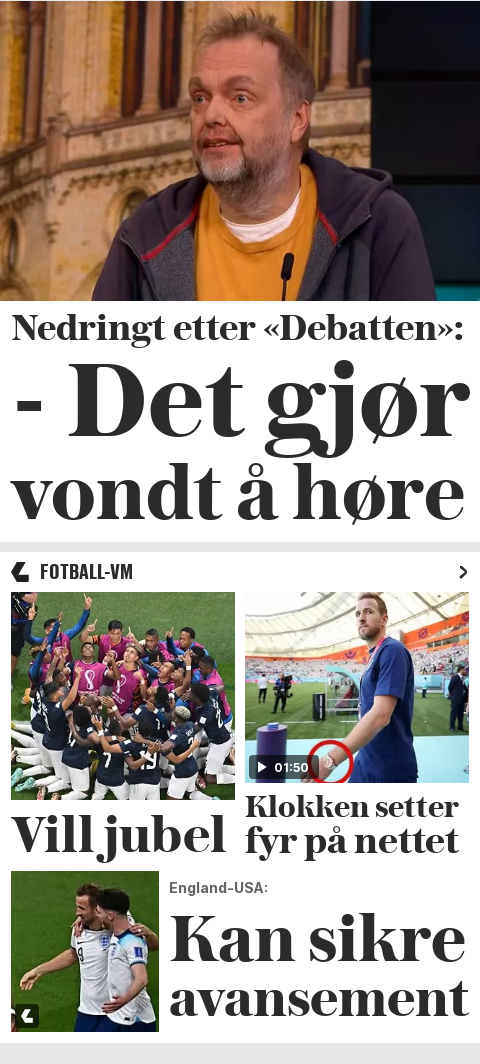 Nedringt etter «Debatten»:
- Det gjør
vondt å høre
FOTBALL-VM
01:50
Vill jubel
Klokken setter
fyr på nettet
England-USA:
Kan sikre
avansement